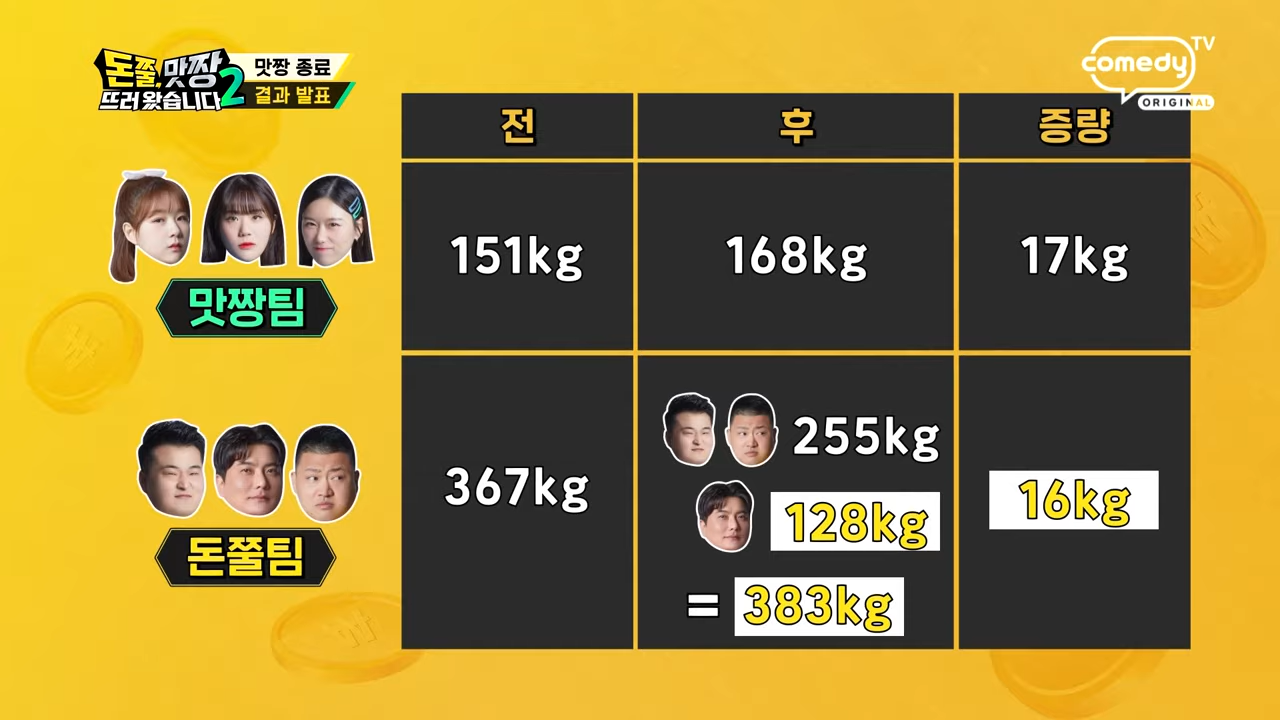 돈쭐, 맛짱
뜨러 왔습니다 2
맛짱 종료
결과 발표
comedy TV
ORIGINAL
전 후 증량
맛짱팀 151kg 168kg 17kg
돈쭐팀 367kg 255kg 16kg
128kg
= 383kg